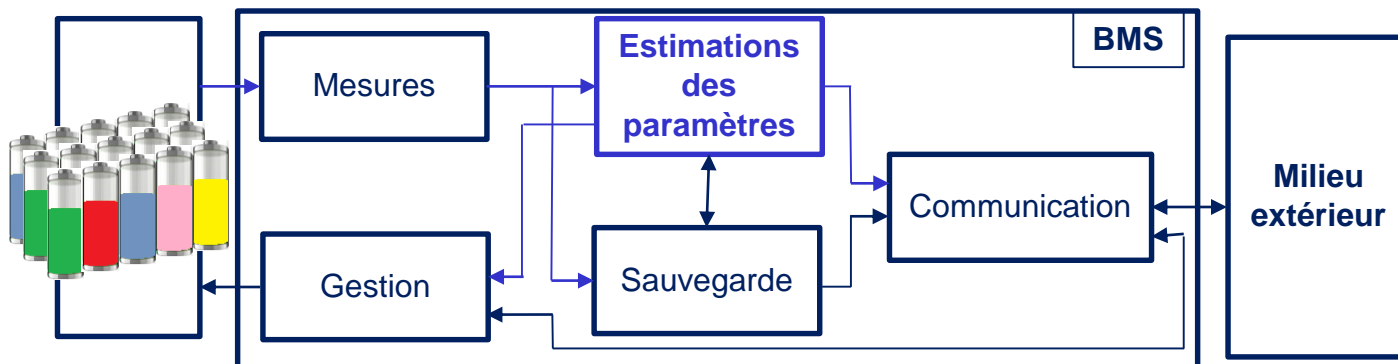 BMS
Mesures
Estimations
des
paramètres
Communication
Milieu
extérieur
Gestion
Sauvegarde